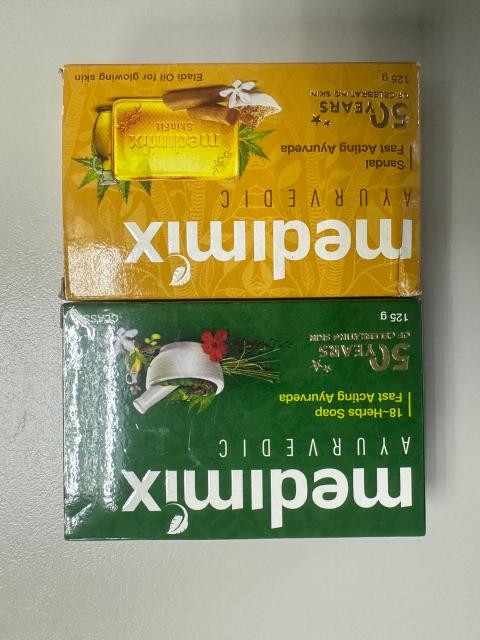 medimix
AYURVEDIC
18~Herbs Soap
Fast Acting Ayurveda
50 YEARS
OF CELEBRATING SKIN
125 g
medimix
AYURVEDIC
Sandal
Fast Acting Ayurveda
medimix
SkinFit
50 YEARS
OF CELEBRATING SKIN
125 g
Eladi Oil for glowing skin